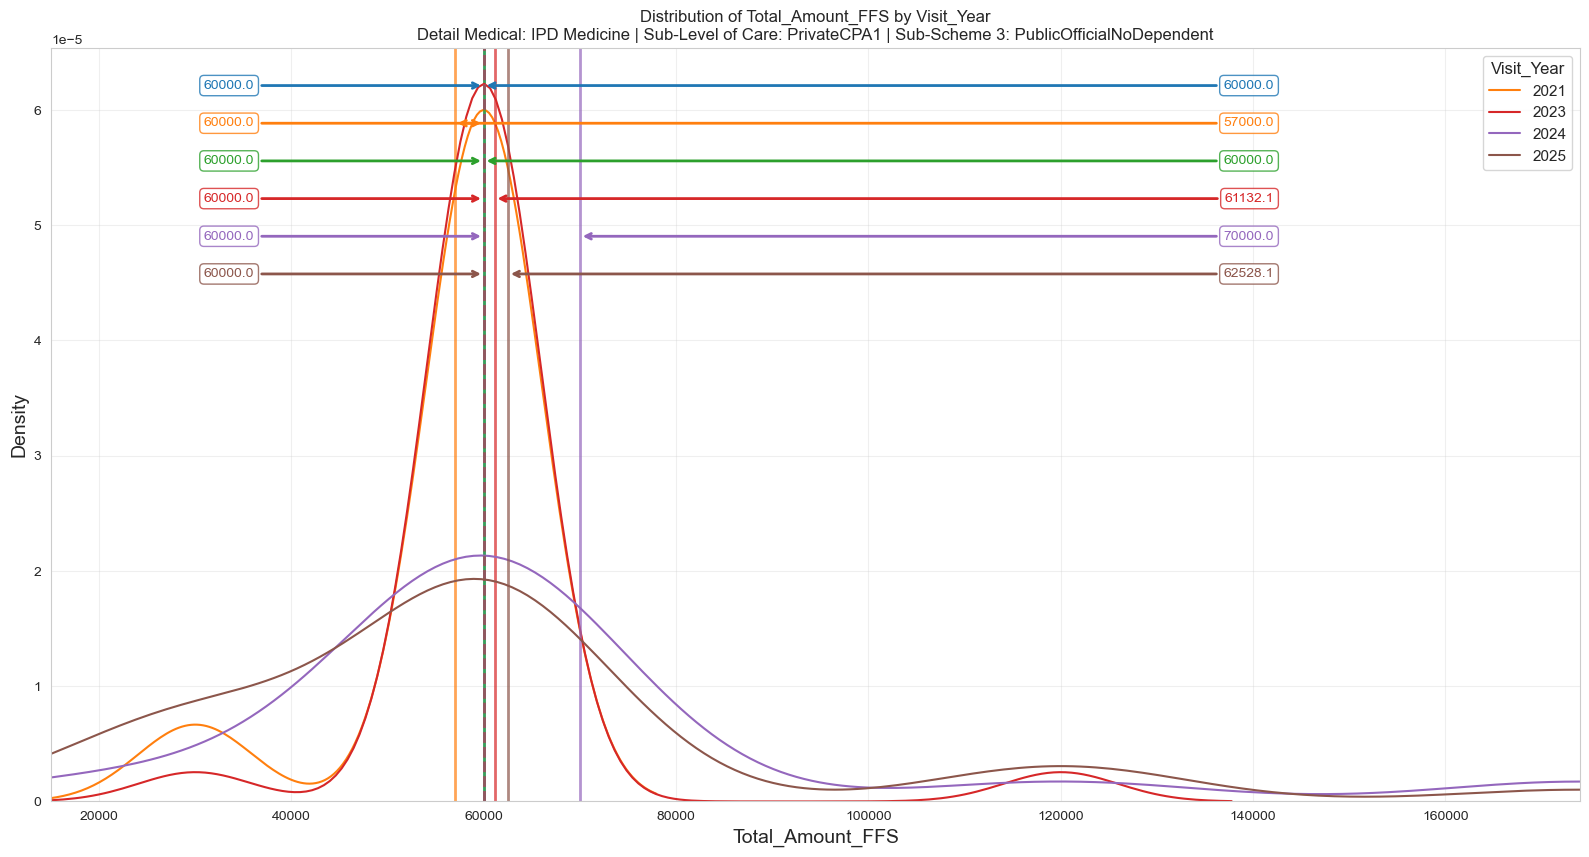 Distribution of Total_Amount_FFS by Visit_Year
Detail Medical: IPD Medicine | Sub-Level of Care: PrivateCPA1 | Sub-Scheme 3: PublicOfficialNoDependent
1e−5
Visit_Year
2021
2023
2024
2025
60000.0 60000.0
60000.0 57000.0
60000.0 60000.0
60000.0 61132.1
60000.0 70000.0
60000.0 62528.1
6
5
4
3
2
1
0
Density
20000 40000 60000 80000 100000 120000 140000 160000
Total_Amount_FFS